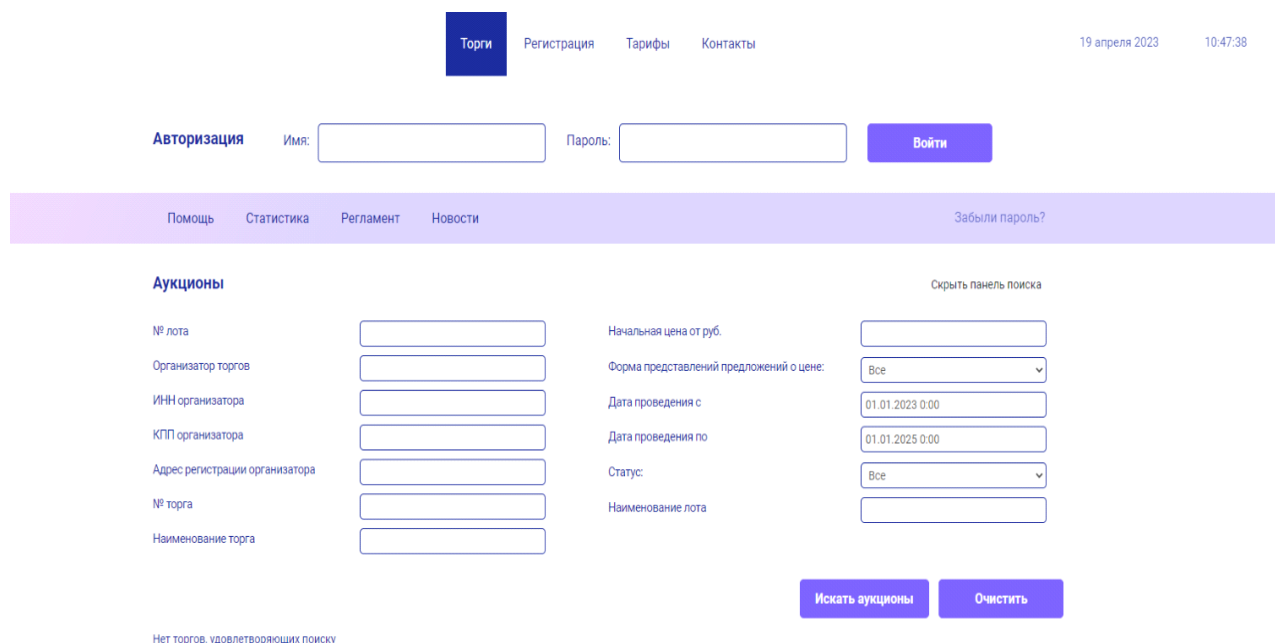 Торги Регистрация Тарифы Контакты 19 апреля 2023 10:47:38
Авторизация Имя: Пароль: Войти
Помощь Статистика Регламент Новости Забыли пароль?
Аукционы Скрыть панель поиска
№ лота Начальная цена от руб.
Организатор торгов Форма представлений предложений о цене: Все
ИНН организатора Дата проведения с 01.01.2023 0:00
КПП организатора Дата проведения по 01.01.2025 0:00
Адрес регистрации организатора Статус: Все
№ торга Наименование лота
Наименование торга
Искать аукционы Очистить
Нет торгов, удовлетворяющих поиску